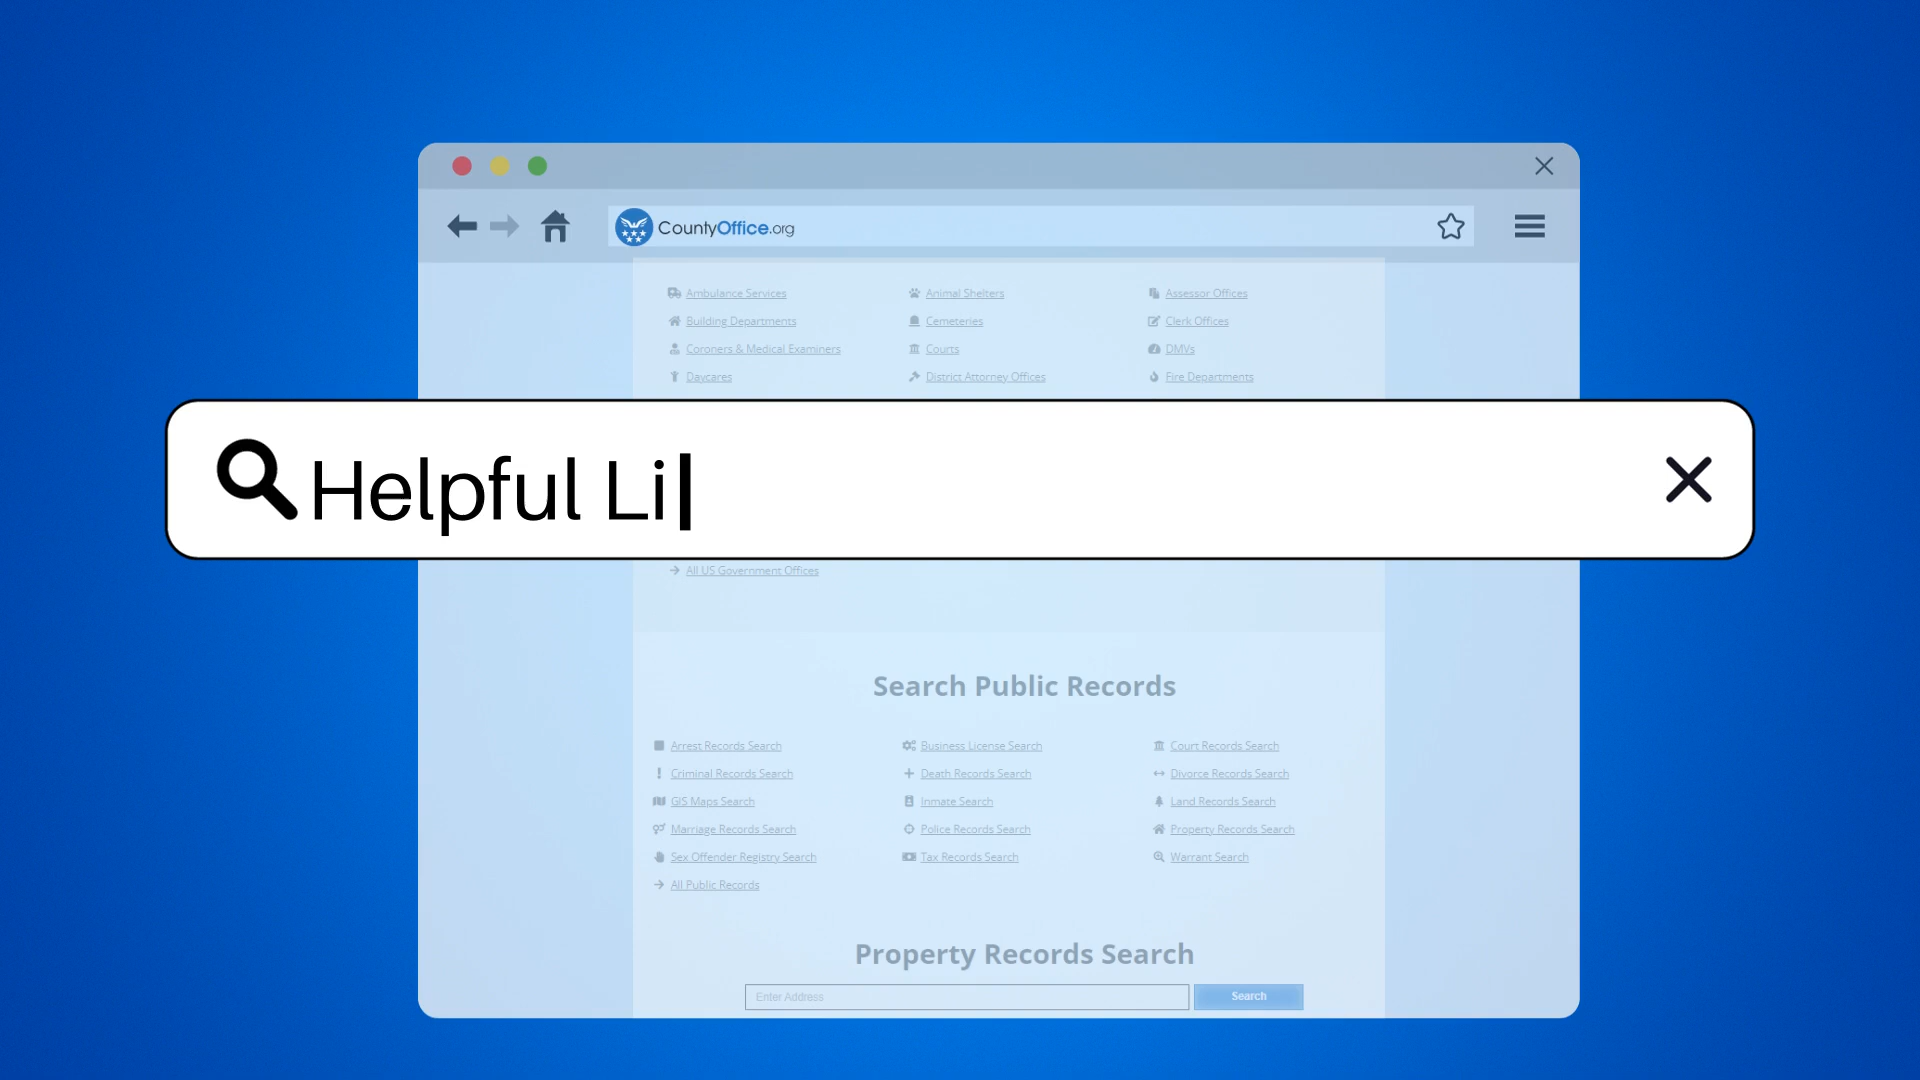 CountyOffice.org
Ambulance Services Animal Shelters Assessor Offices
Building Departments Cemeteries Clerk Offices
Coroners & Medical Examiners Courts DMVs
Daycares District Attorney Offices Fire Departments
Helpful Li
All US Government Offices
Search Public Records
Arrest Records Search Business License Search Court Records Search
Criminal Records Search Death Records Search Divorce Records Search
GIS Maps Search Inmate Search Land Records Search
Marriage Records Search Police Records Search Property Records Search
Sex Offender Registry Search Tax Records Search Warrant Search
All Public Records
Property Records Search
Enter Address Search